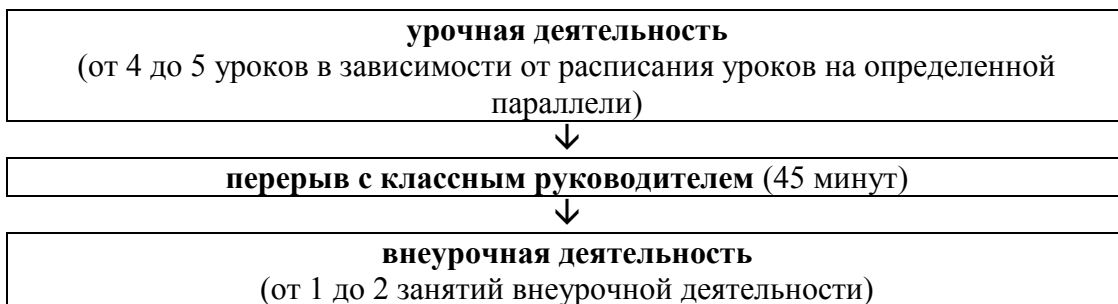 урочная деятельность
(от 4 до 5 уроков в зависимости от расписания уроков на определенной
параллели)
↓
перерыв с классным руководителем (45 минут)
↓
внеурочная деятельность
(от 1 до 2 занятий внеурочной деятельности)